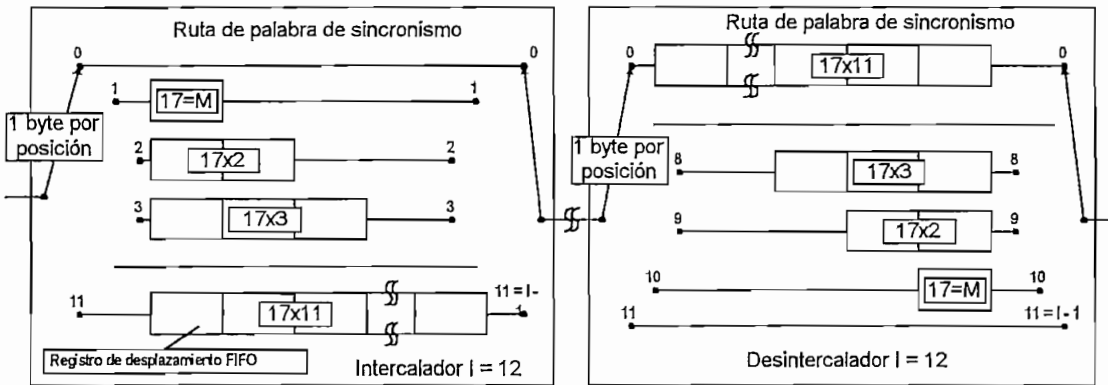 Ruta de palabra de sincronismo
0
0
1
17=M
1
1 byte por
posición
2
17x2
2
3
17x3
3
11
17x11
11 = I-
1
Registro de desplazamiento FIFO
Intercalador I = 12
Ruta de palabra de sincronismo
0
17x11
0
1 byte por
posición
8
17x3
8
9
17x2
9
10
17=M
10
11
11 = I - 1
Desintercalador I = 12